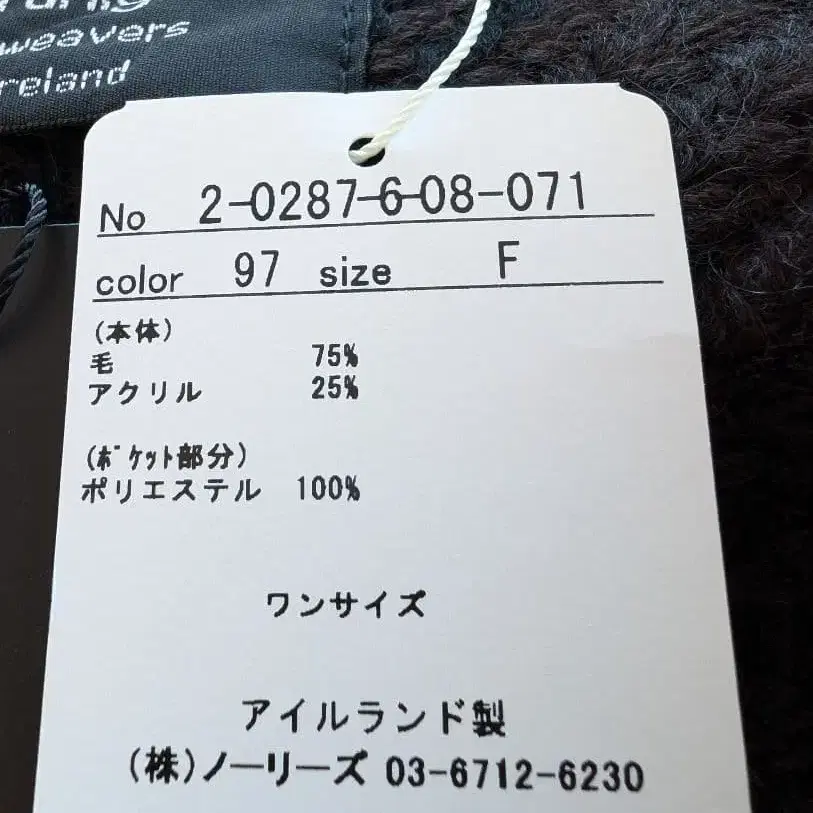 weavers
reland
No 2-0287-6-08-071
color 97 size F
(本体)
毛 75%
アクリル 25%
(ポケット部分)
ポリエステル 100%
ワンサイズ
アイルランド製
(株)ノーリーズ 03-6712-6230